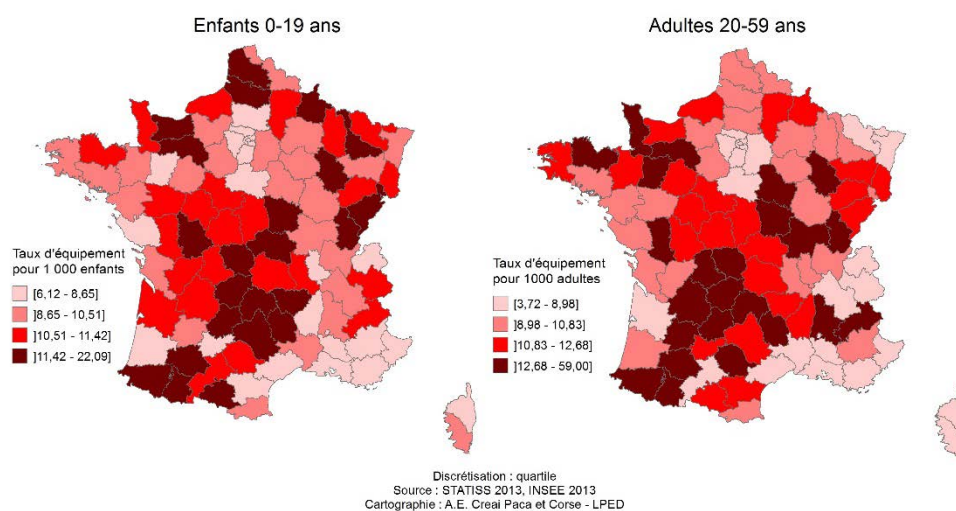 Enfants 0-19 ans
Adultes 20-59 ans
Taux d'équipement
pour 1 000 enfants
[6,12 - 8,65]
]8,65 - 10,51]
]10,51 - 11,42]
]11,42 - 22,09]
Taux d'équipement
pour 1000 adultes
[3,72 - 8,98]
]8,98 - 10,83]
]10,83 - 12,68]
]12,68 - 59,00]
Discrétisation : quartile
Source : STATISS 2013, INSEE 2013
Cartographie : A.E. Creai Paca et Corse - LPED